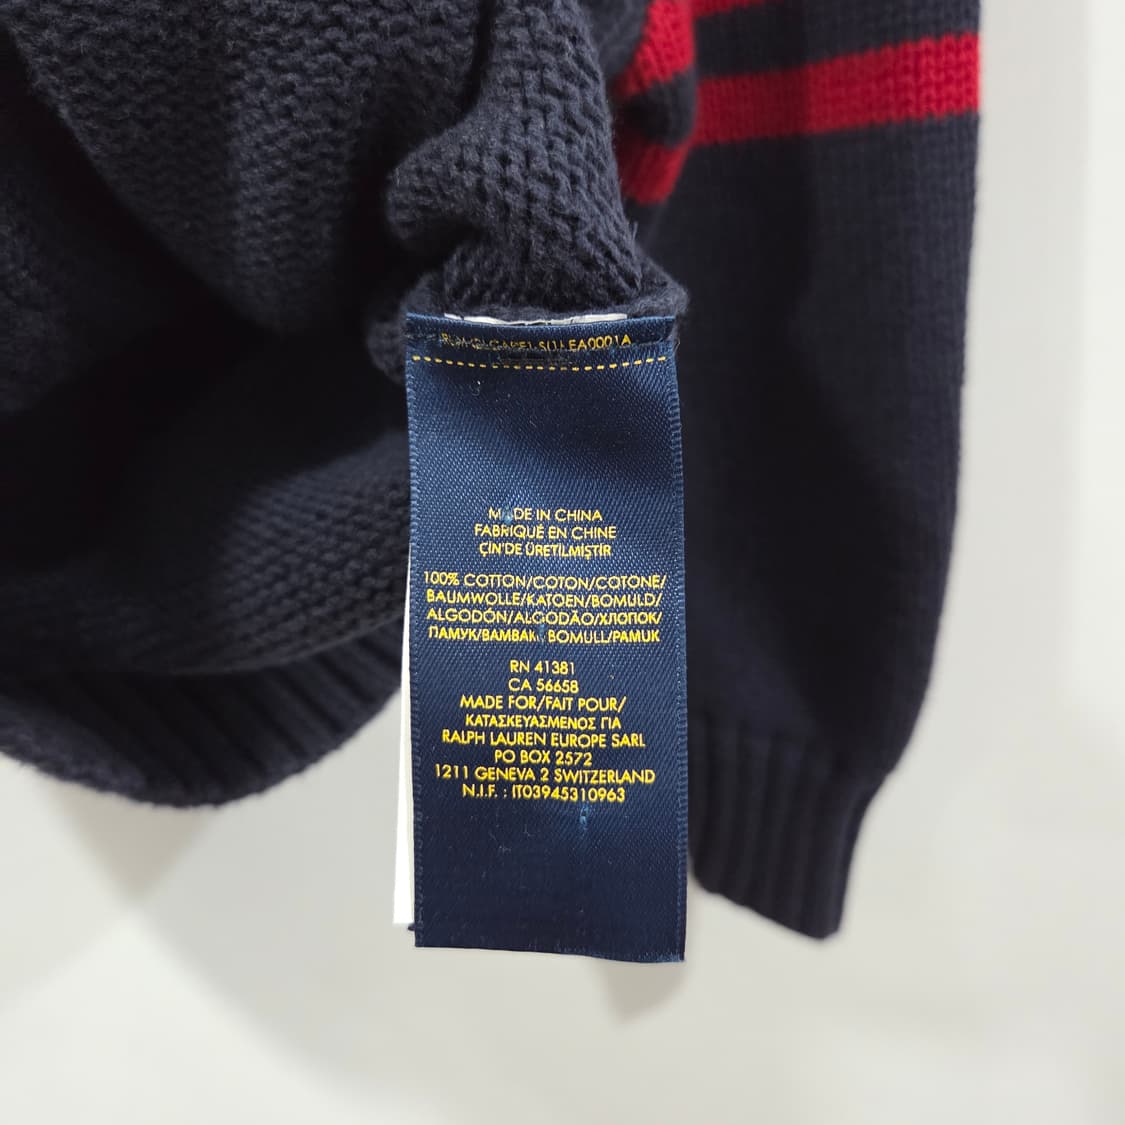 MADE IN CHINA
FABRIQUÉ EN CHINE
ÇİN'DE ÜRETİLMİŞTİR
100% COTTON/COTON/COTONE/
BAUMWOLLE/KATOEN/BOMULD/
ALGODÓN/ALGODÃO/ХЛОПОК/
ПАМУК/ВАМВАК/ BOMULL/PAMUK
RN 41381
CA 56658
MADE FOR/FAIT POUR/
ΚΑΤΑΣΚΕΥΑΣΜΕΝΟΣ ΓΙΑ
RALPH LAUREN EUROPE SARL
PO BOX 2572
1211 GENEVA 2 SWITZERLAND
N.I.F. : IT03945310963